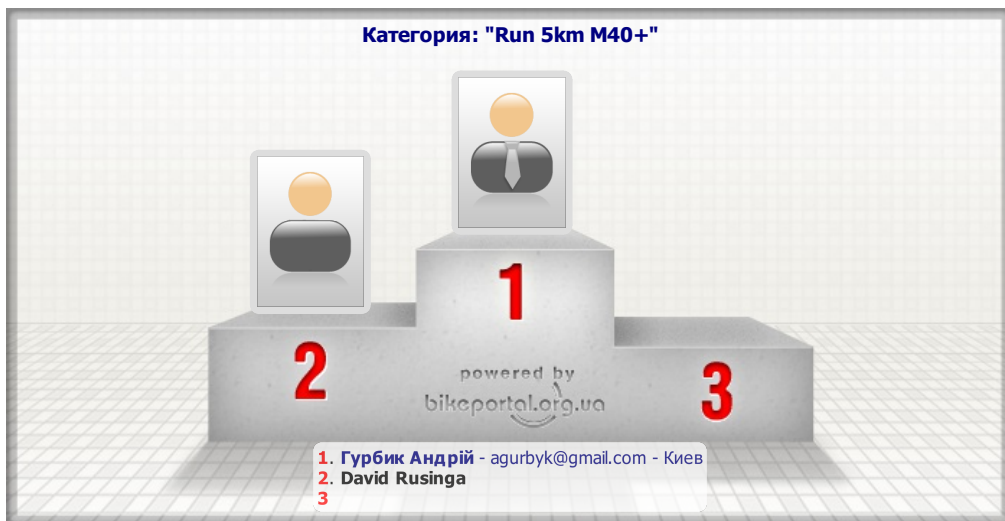 Категория: "Run 5km M40+"
1
2
3
powered by
bikeportal.org.ua
1. Гурбик Андрій - agurbyk@gmail.com - Киев
2. David Rusinga
3